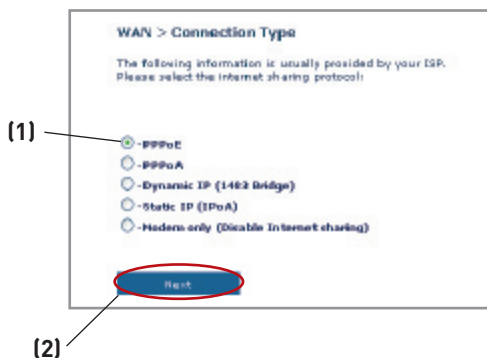 WAN > Connection Type
The following information is usually provided by your ISP.
Please select the internet sharing protocol:
(1)
-PPPoE
-PPPoA
-Dynamic IP (1483 Bridge)
-Static IP (IPoA)
-Modem only (Disable Internet sharing)
Next
(2)